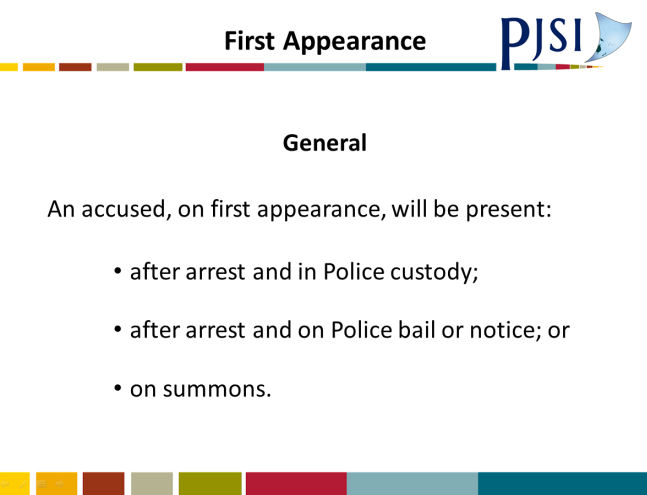 First Appearance
PJSI
General
An accused, on first appearance, will be present:
• after arrest and in Police custody;
• after arrest and on Police bail or notice; or
• on summons.